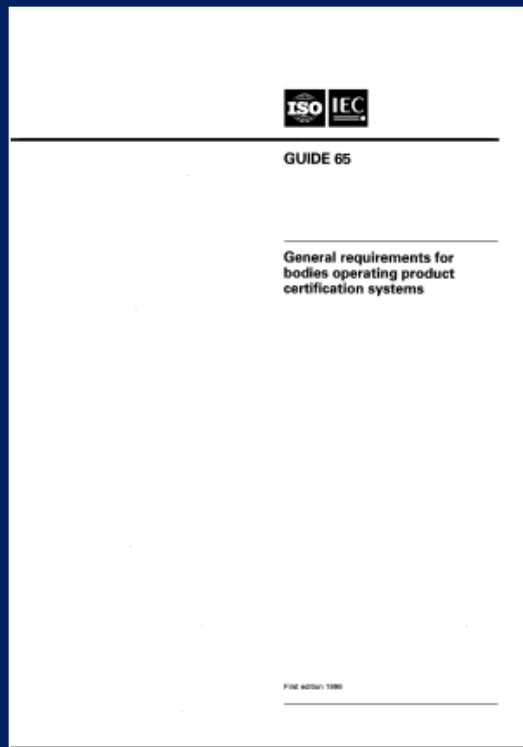 ISO IEC
GUIDE 65
General requirements for
bodies operating product
certification systems
First edition 1996